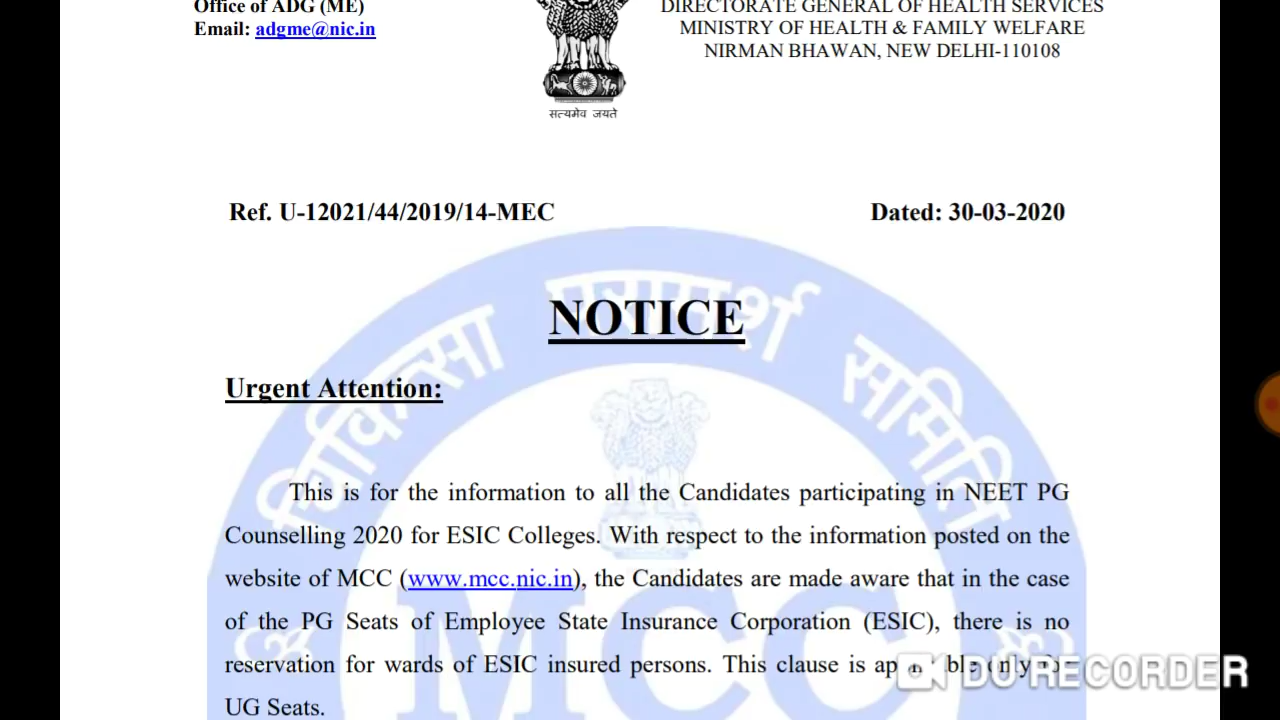 Office of ADG (ME)
Email: adgme@nic.in
DIRECTORATE GENERAL OF HEALTH SERVICES
MINISTRY OF HEALTH & FAMILY WELFARE
NIRMAN BHAWAN, NEW DELHI-110108
सत्यमेव जयते
Ref. U-12021/44/2019/14-MEC
Dated: 30-03-2020
चिकित्सा परामर्श समिति
NOTICE
Urgent Attention:
This is for the information to all the Candidates participating in NEET PG
Counselling 2020 for ESIC Colleges. With respect to the information posted on the
website of MCC (www.mcc.nic.in), the Candidates are made aware that in the case
of the PG Seats of Employee State Insurance Corporation (ESIC), there is no
reservation for wards of ESIC insured persons. This clause is only
UG Seats.
MCC
DU RECORDER